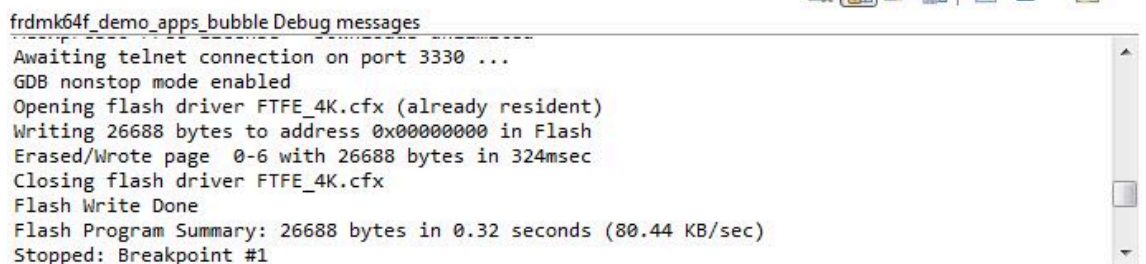 frdmk64f_demo_apps_bubble Debug messages
Awaiting telnet connection on port 3330 ...
GDB nonstop mode enabled
Opening flash driver FTFE_4K.cfx (already resident)
Writing 26688 bytes to address 0x00000000 in Flash
Erased/Wrote page  0-6 with 26688 bytes in 324msec
Closing flash driver FTFE_4K.cfx
Flash Write Done
Flash Program Summary: 26688 bytes in 0.32 seconds (80.44 KB/sec)
Stopped: Breakpoint #1